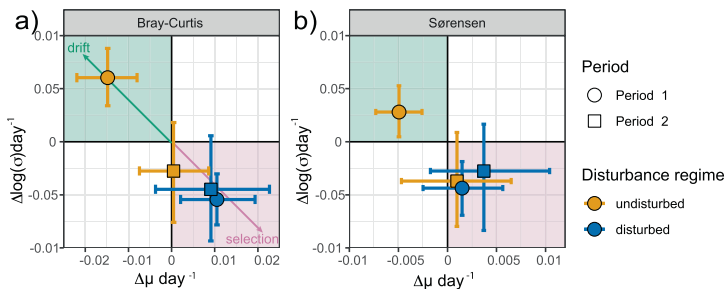 a)
Bray-Curtis
0.01
0.05
0
-0.05
-0.01
Δlog(σ)day⁻¹
drift
selection
-0.02
-0.01
0
0.01
0.02
Δμ day⁻¹
b)
Sørensen
0.01
0.05
0
-0.05
-0.01
Δlog(σ)day⁻¹
-0.01
-0.005
0
0.005
0.01
Δμ day⁻¹
Period
Period 1
Period 2
Disturbance regime
undisturbed
disturbed